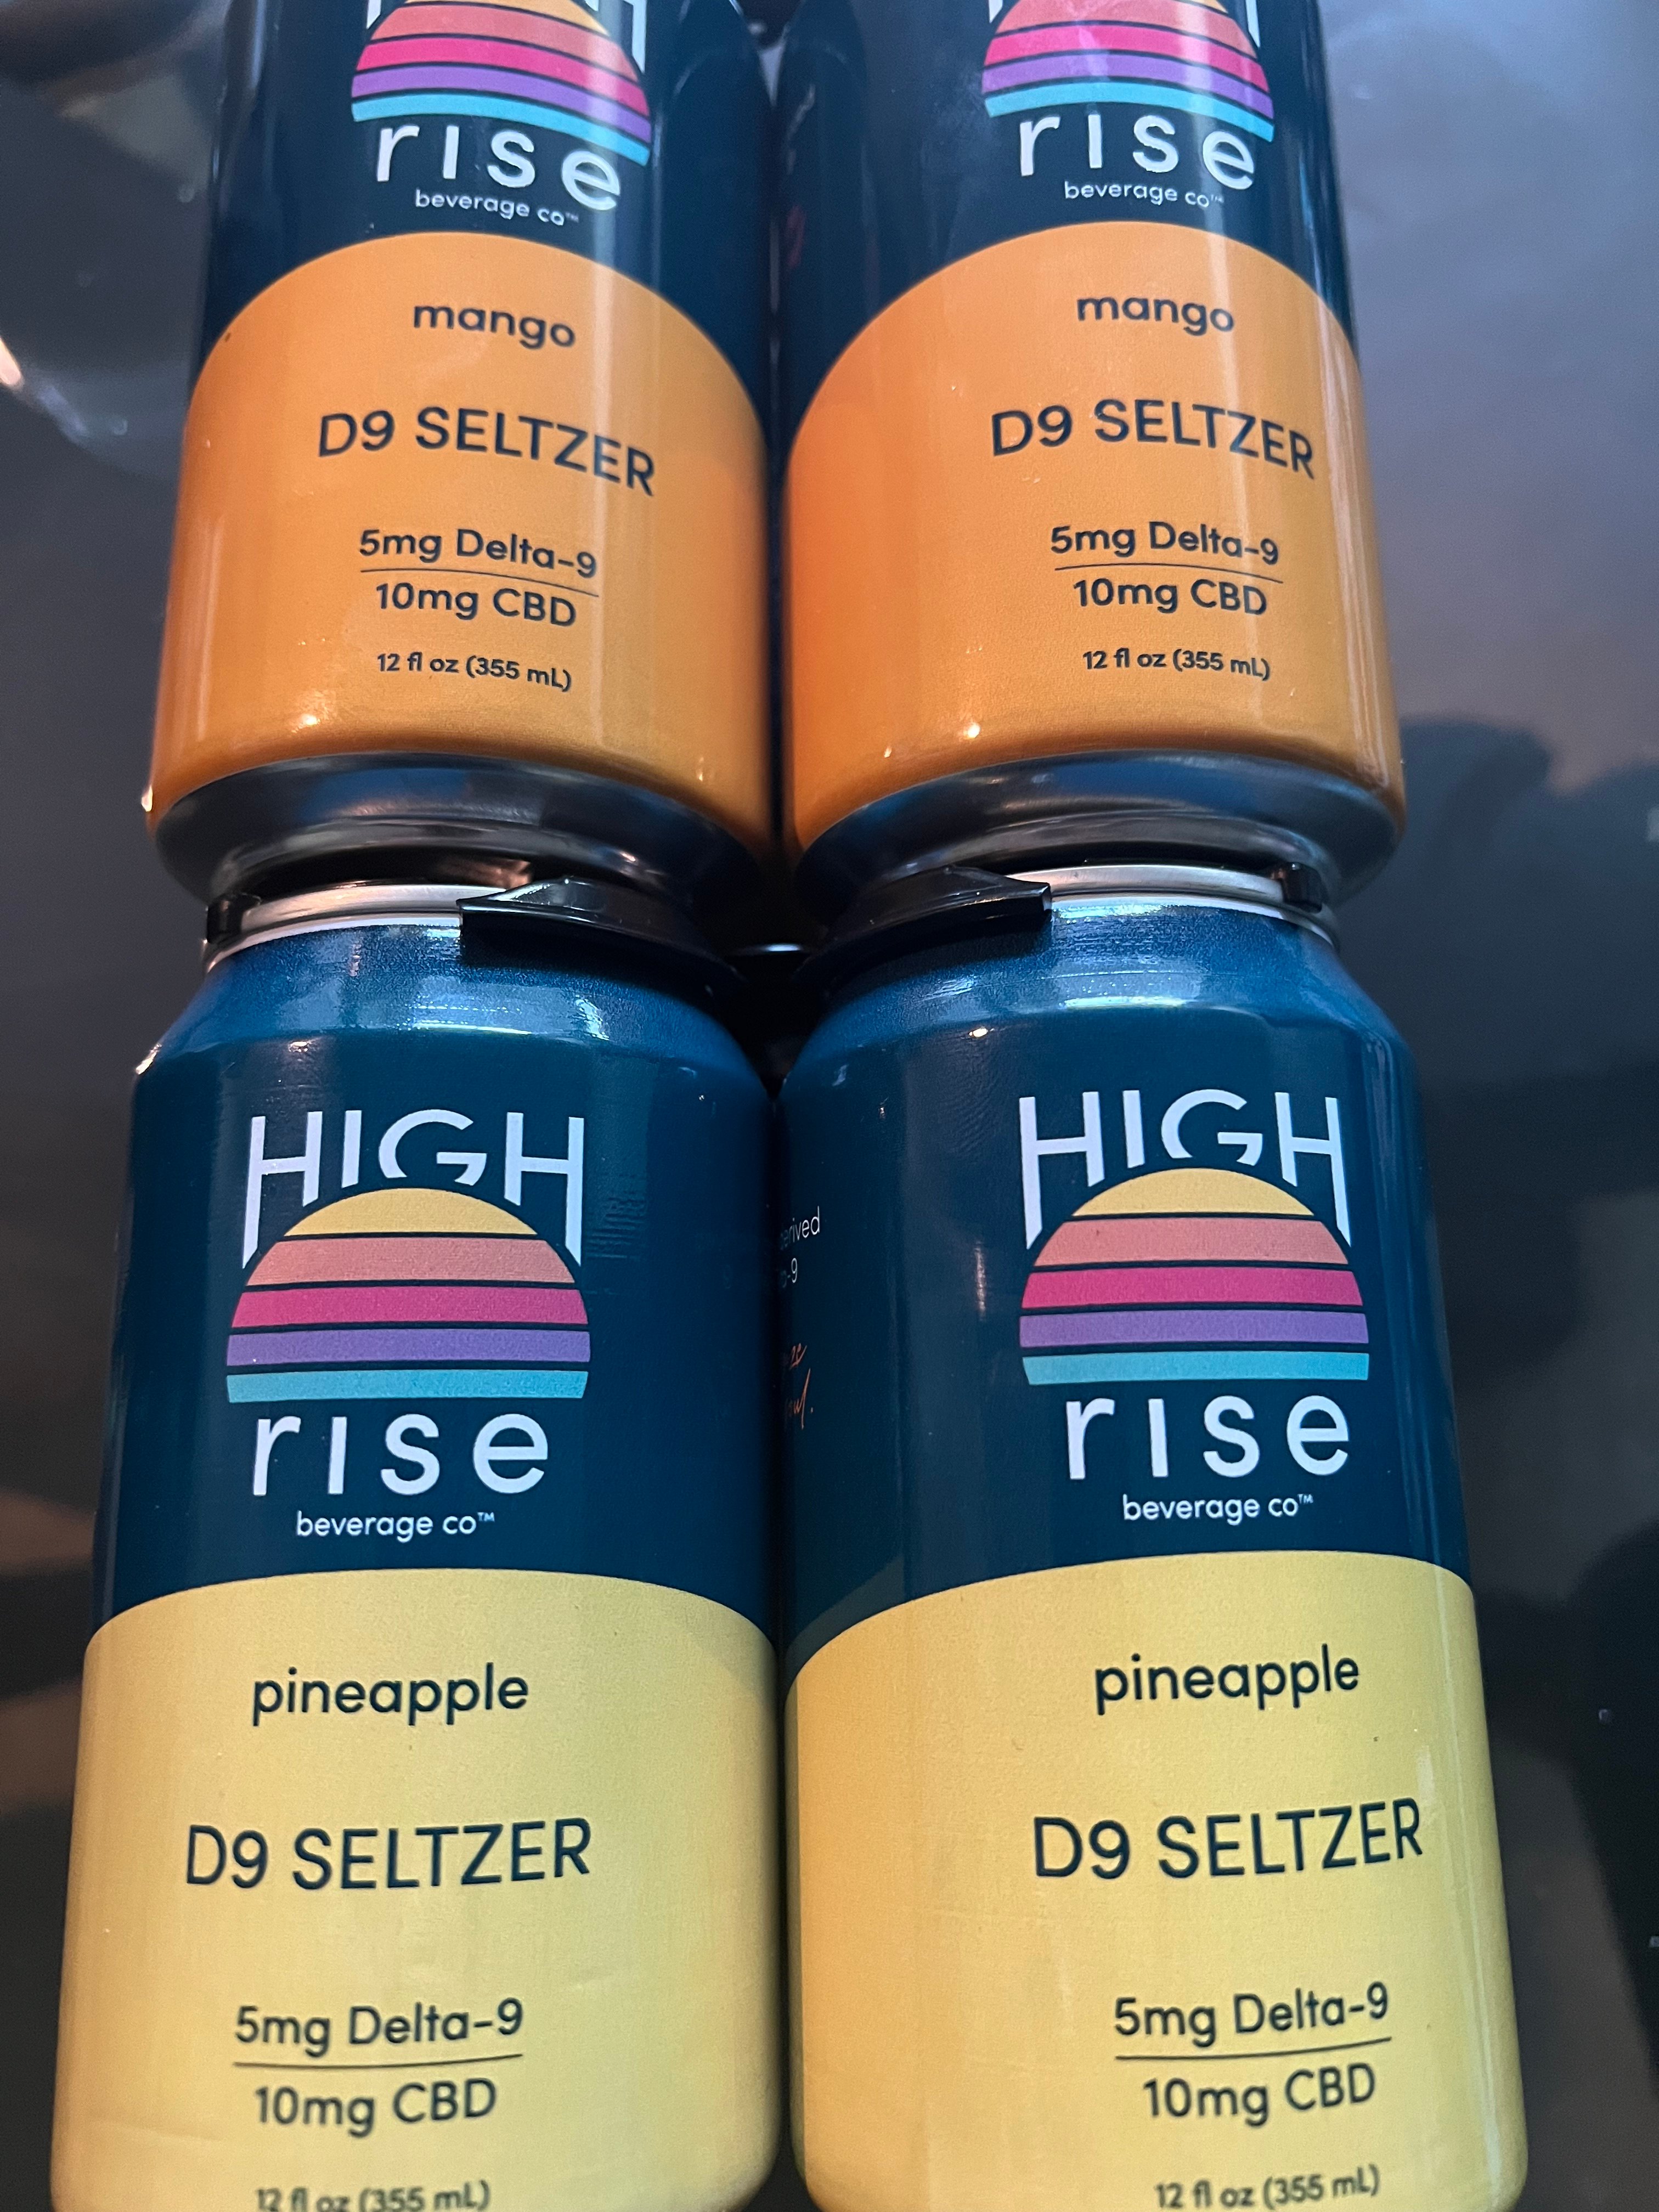 HIGH
rise
beverage co™
mango
D9 SELTZER
5mg Delta-9
10mg CBD
12 fl oz (355 mL)
HIGH
rise
beverage co™
mango
D9 SELTZER
5mg Delta-9
10mg CBD
12 fl oz (355 mL)
HIGH
rise
beverage co™
pineapple
D9 SELTZER
5mg Delta-9
10mg CBD
12 fl oz (355 mL)
HIGH
rise
beverage co™
pineapple
D9 SELTZER
5mg Delta-9
10mg CBD
12 fl oz (355 mL)